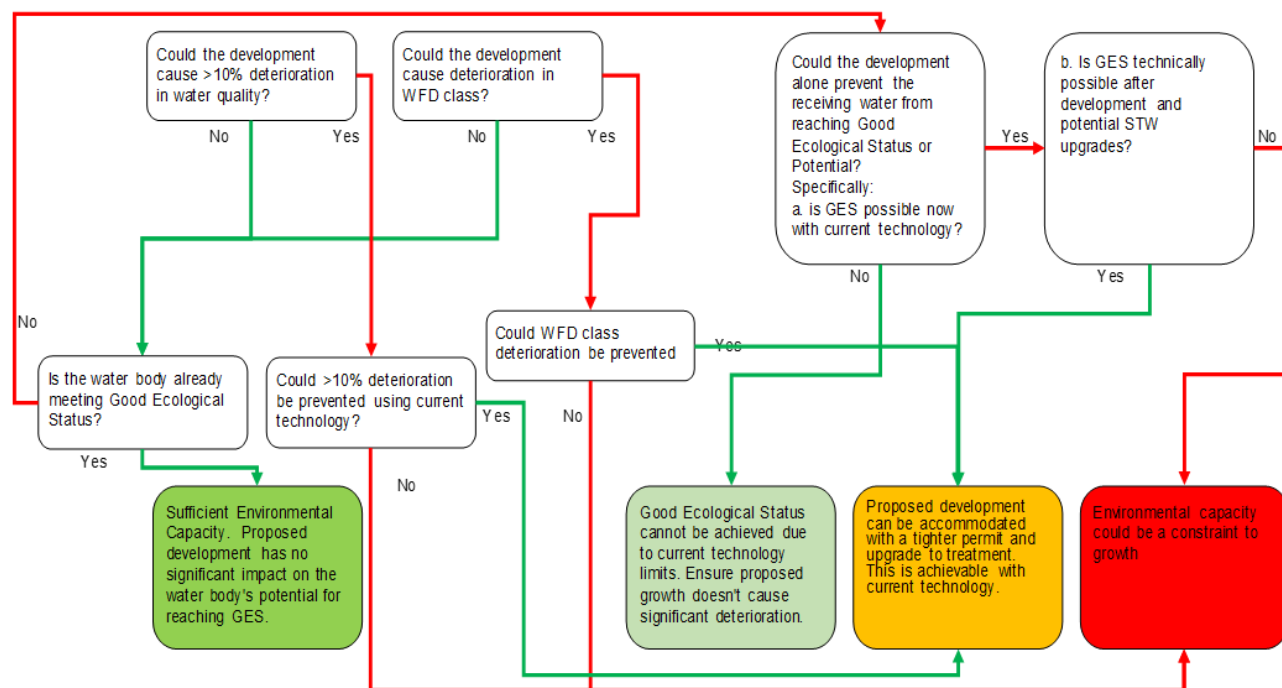 Could the development
cause >10% deterioration
in water quality?
No
Yes
Could the development
cause deterioration in
WFD class?
No
Yes
Could the development
alone prevent the
receiving water from
reaching Good
Ecological Status or
Potential?
Specifically:
a. is GES possible now
with current technology?
Yes
No
b. Is GES technically
possible after
development and
potential STW
upgrades?
No
Yes
No
Is the water body already
meeting Good Ecological
Status?
Yes
Could >10% deterioration
be prevented using current
technology?
Yes
No
Could WFD class
deterioration be prevented
Yes
No
Sufficient Environmental
Capacity. Proposed
development has no
significant impact on the
water body's potential for
reaching GES.
Good Ecological Status
cannot be achieved due
to current technology
limits. Ensure proposed
growth doesn't cause
significant deterioration.
Proposed development
can be accommodated
with a tighter permit and
upgrade to treatment.
This is achievable with
current technology.
Environmental capacity
could be a constraint to
growth